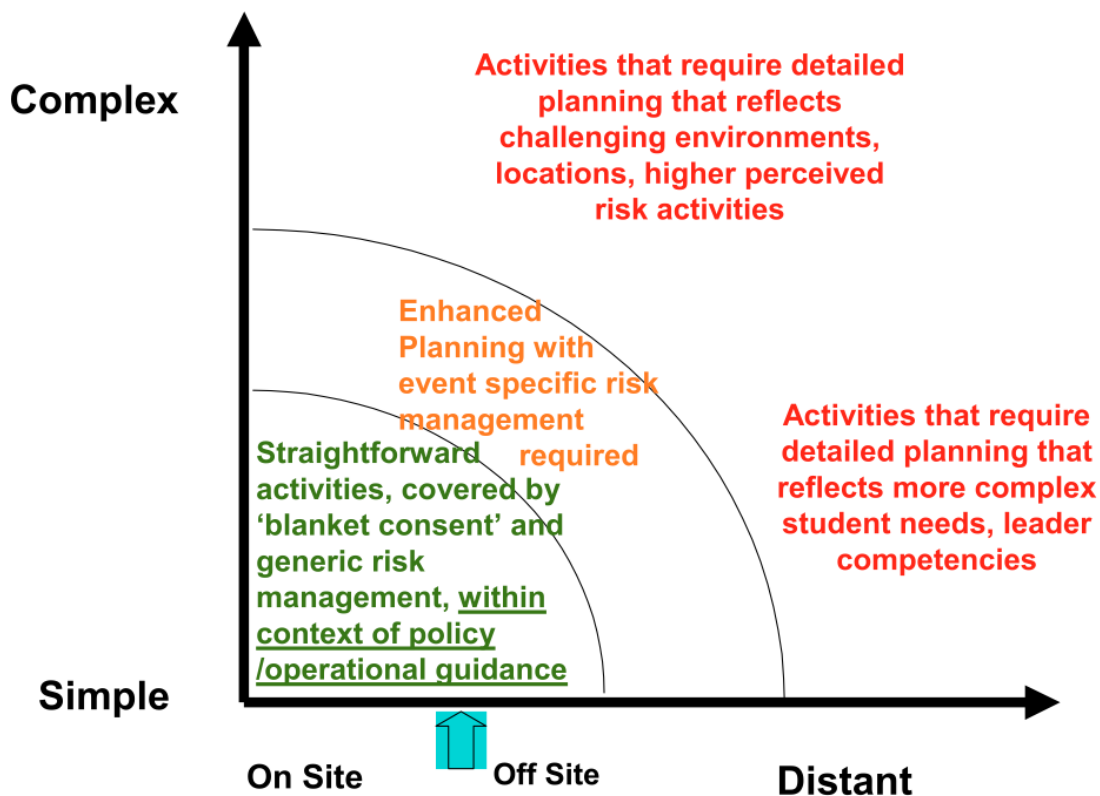 Complex
Activities that require detailed
planning that reflects
challenging environments,
locations, higher perceived
risk activities
Enhanced
Planning with
event specific risk
management
required
Activities that require
detailed planning that
reflects more complex
student needs, leader
competencies
Straightforward
activities, covered by
‘blanket consent’ and
generic risk
management, within
context of policy
/operational guidance
Simple
On Site
Off Site
Distant